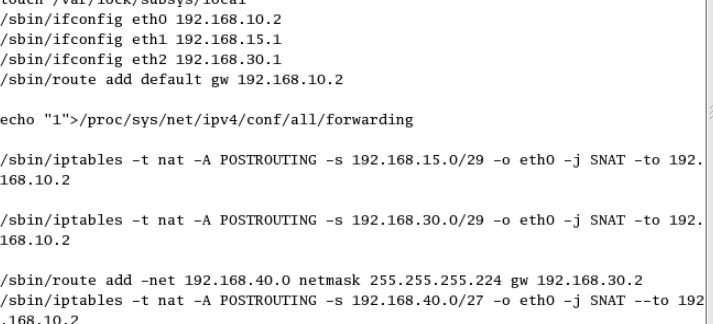 touch /var/lock/subsys/local
/sbin/ifconfig eth0 192.168.10.2
/sbin/ifconfig eth1 192.168.15.1
/sbin/ifconfig eth2 192.168.30.1
/sbin/route add default gw 192.168.10.2
echo "1">/proc/sys/net/ipv4/conf/all/forwarding
/sbin/iptables -t nat -A POSTROUTING -s 192.168.15.0/29 -o eth0 -j SNAT -to 192.
168.10.2
/sbin/iptables -t nat -A POSTROUTING -s 192.168.30.0/29 -o eth0 -j SNAT -to 192.
168.10.2
/sbin/route add -net 192.168.40.0 netmask 255.255.255.224 gw 192.168.30.2
/sbin/iptables -t nat -A POSTROUTING -s 192.168.40.0/27 -o eth0 -j SNAT --to 192
.168.10.2